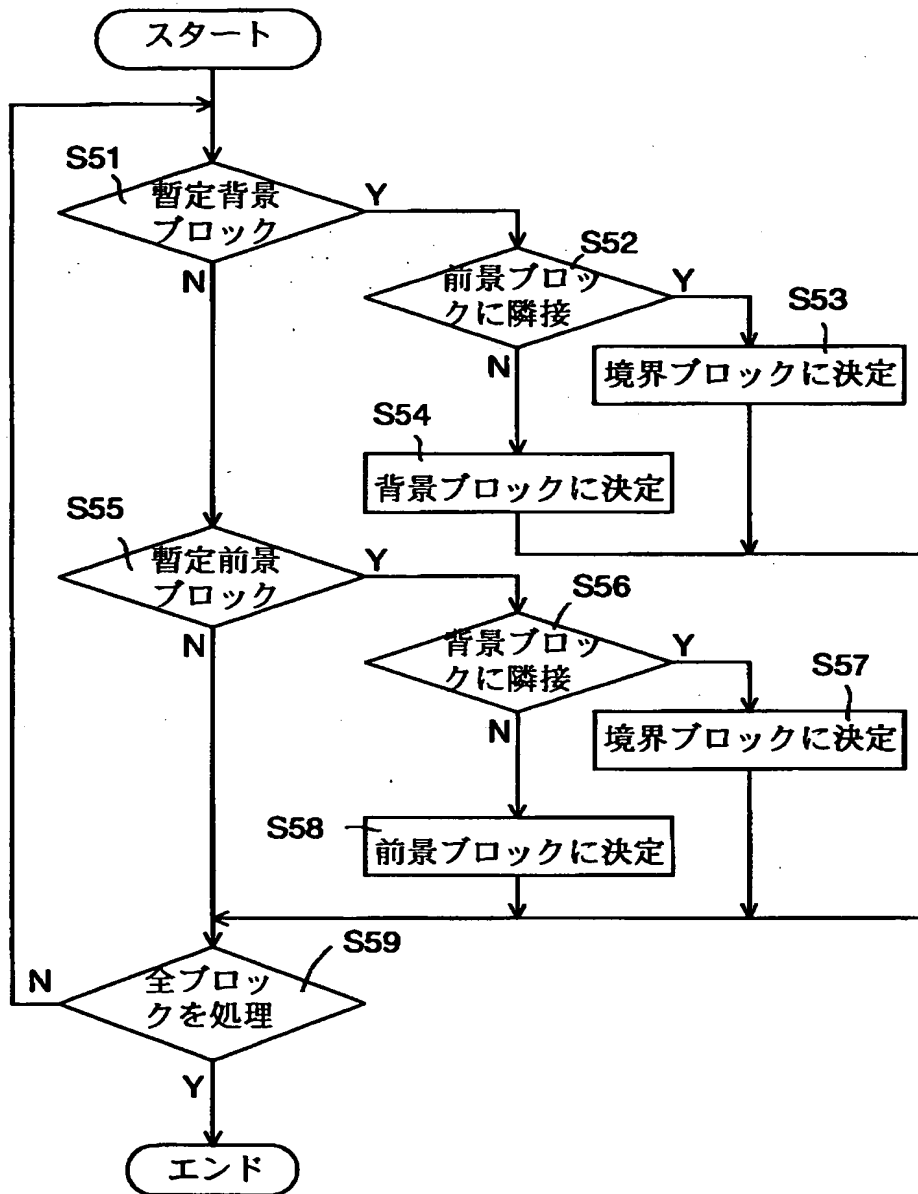 スタート
S51
暫定背景
ブロック
Y
N
S52
前景ブロッ
クに隣接
Y
N
S53
境界ブロックに決定
S54
背景ブロックに決定
S55
暫定前景
ブロック
Y
N
S56
背景ブロッ
クに隣接
Y
N
S57
境界ブロックに決定
S58
前景ブロックに決定
S59
全ブロッ
クを処理
N
Y
エンド